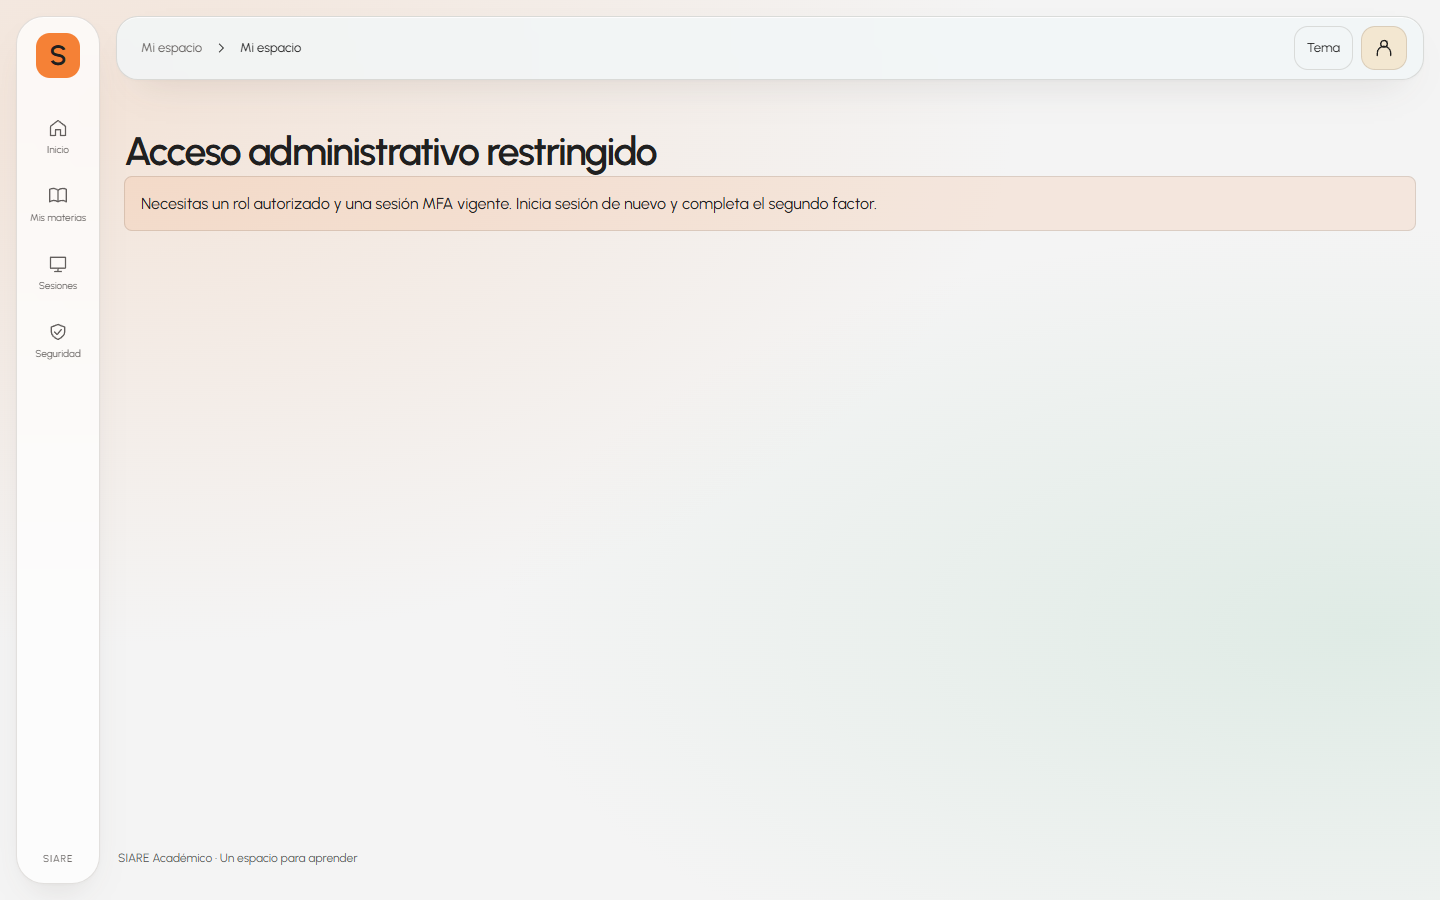 S
Inicio
Mis materias
Sesiones
Seguridad
SIARE
Mi espacio > Mi espacio
Tema
Acceso administrativo restringido
Necesitas un rol autorizado y una sesión MFA vigente. Inicia sesión de nuevo y completa el segundo factor.
SIARE Académico · Un espacio para aprender